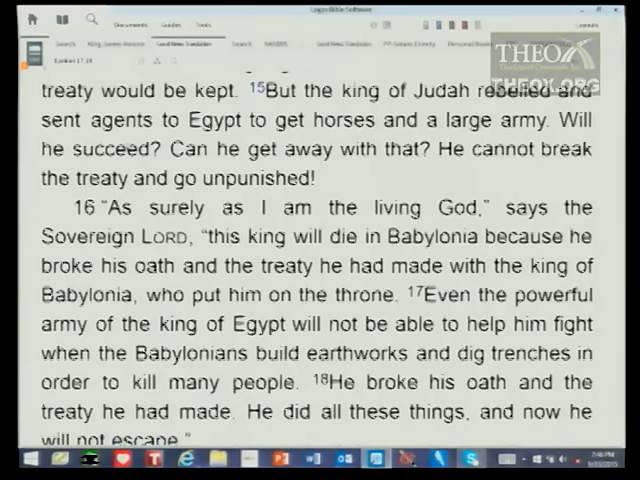 Logos Bible Software
Documents Guides Tools
Layouts
Search King James Version Good News Translation Search NASB95 Good News Translation
Ezekiel 17:16
THEOX
THEOX.ORG
treaty would be kept. 15But the king of Judah rebelled and
sent agents to Egypt to get horses and a large army. Will
he succeed? Can he get away with that? He cannot break
the treaty and go unpunished!
16 “As surely as I am the living God,” says the
Sovereign LORD, “this king will die in Babylonia because he
broke his oath and the treaty he had made with the king of
Babylonia, who put him on the throne. 17Even the powerful
army of the king of Egypt will not be able to help him fight
when the Babylonians build earthworks and dig trenches in
order to kill many people. 18He broke his oath and the
treaty he had made. He did all these things, and now he
will not escape.”